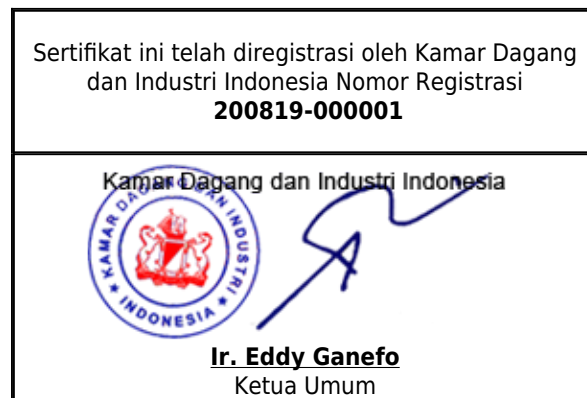 Sertifikat ini telah diregistrasi oleh Kamar Dagang
dan Industri Indonesia Nomor Registrasi
200819-000001
Kamar Dagang dan Industri Indonesia
KAMAR DAGANG DAN INDUSTRI
INDONESIA
Ir. Eddy Ganefo
Ketua Umum